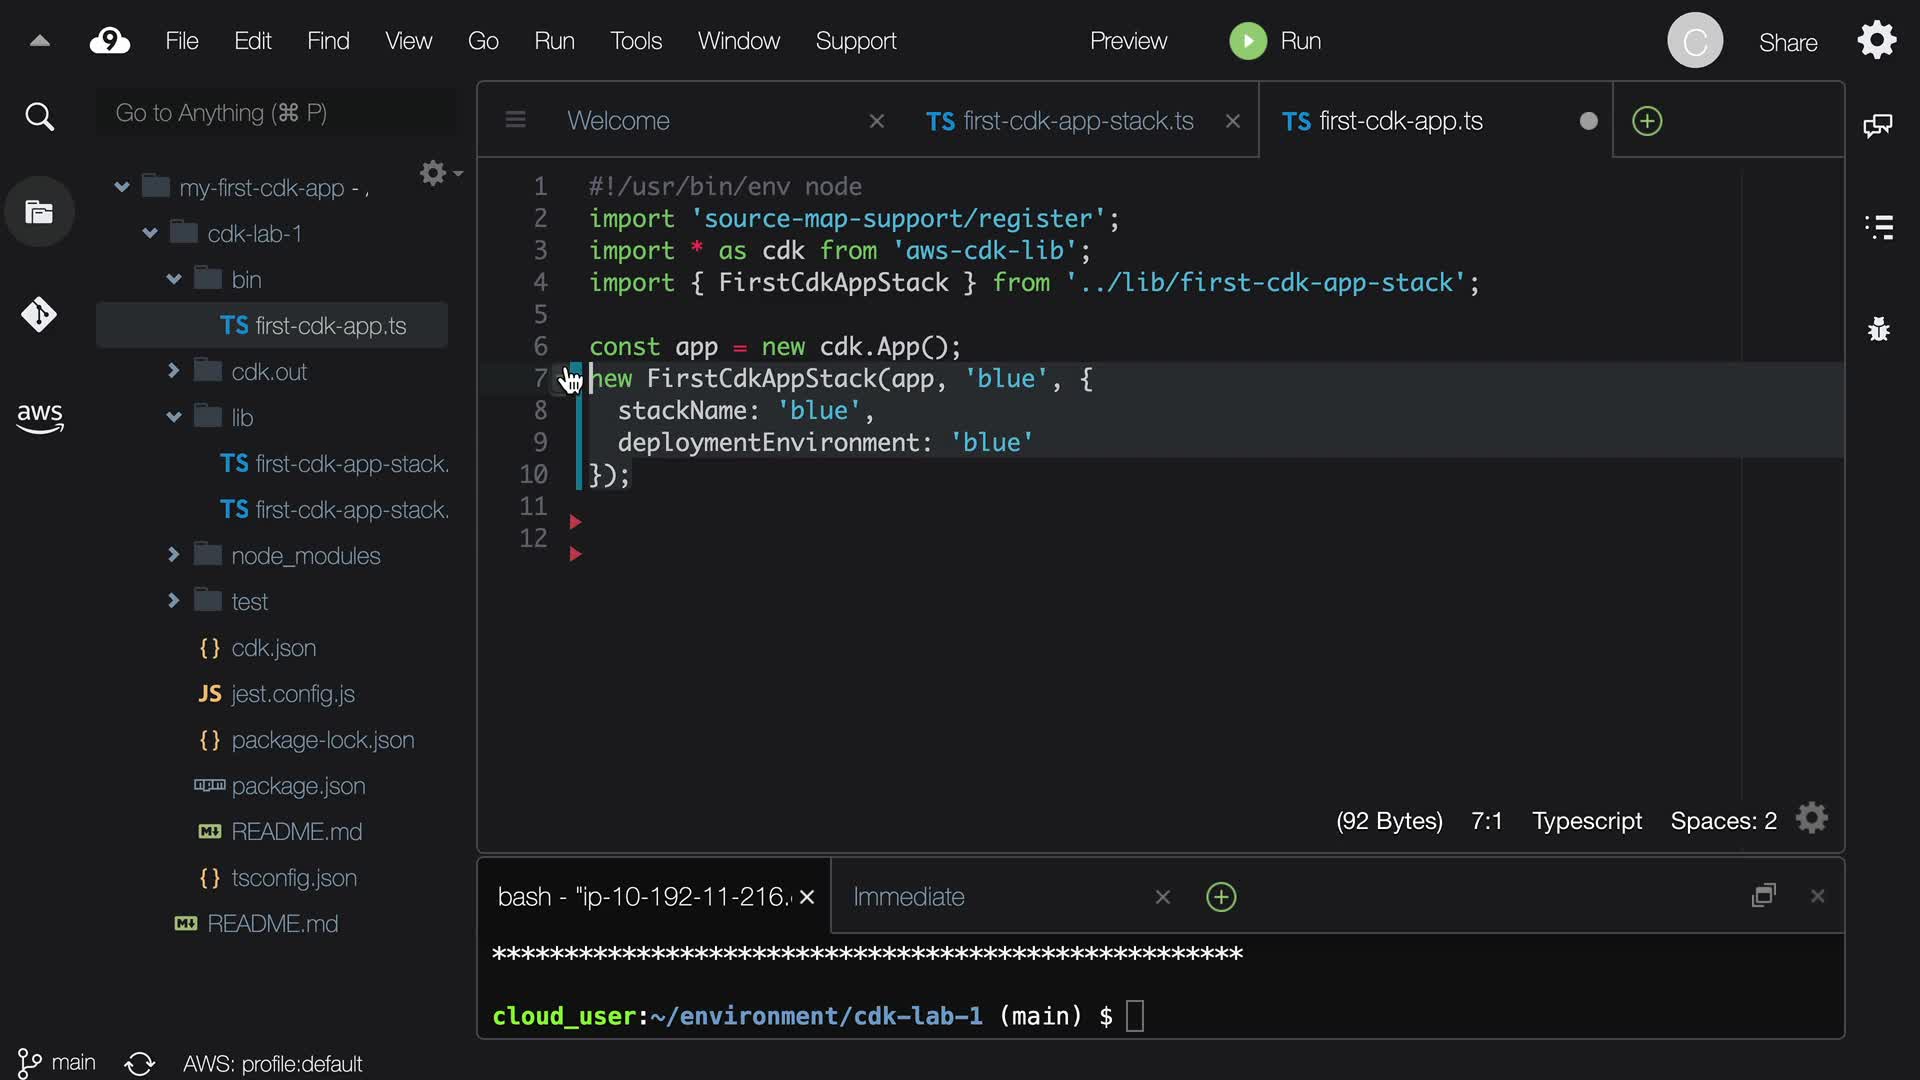 9 File Edit Find View Go Run Tools Window Support Preview Run C Share
Go to Anything (⌘ P)
Welcome TS first-cdk-app-stack.ts TS first-cdk-app.ts
my-first-cdk-app - /
cdk-lab-1
bin
TS first-cdk-app.ts
cdk.out
lib
TS first-cdk-app-stack.
TS first-cdk-app-stack.
node_modules
test
{} cdk.json
JS jest.config.js
{} package-lock.json
npm package.json
M README.md
{} tsconfig.json
M README.md
aws
1 #!/usr/bin/env node
2 import 'source-map-support/register';
3 import * as cdk from 'aws-cdk-lib';
4 import { FirstCdkAppStack } from '../lib/first-cdk-app-stack';
5
6 const app = new cdk.App();
7 new FirstCdkAppStack(app, 'blue', {
8 stackName: 'blue',
9 deploymentEnvironment: 'blue'
10 });
11
12
(92 Bytes) 7:1 Typescript Spaces: 2
bash - "ip-10-192-11-216. Immediate
****************************************************
cloud_user:~/environment/cdk-lab-1 (main) $
main AWS: profile:default